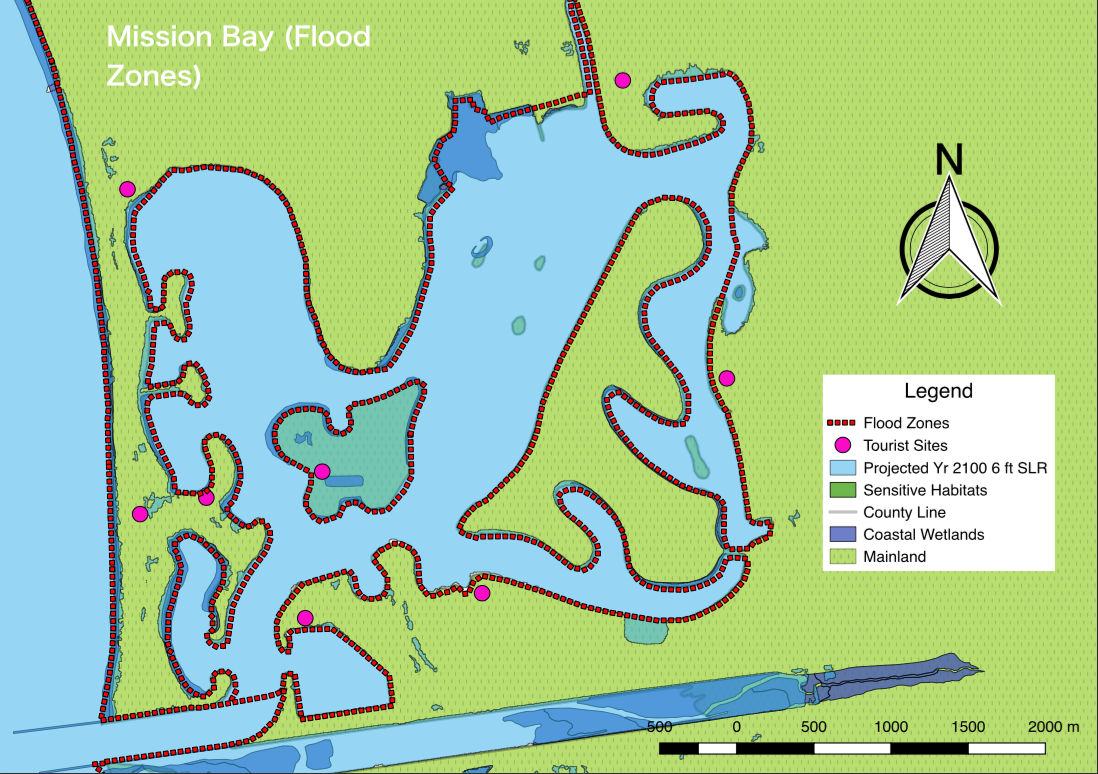 Mission Bay (Flood
Zones)
N
Legend
Flood Zones
Tourist Sites
Projected Yr 2100 6 ft SLR
Sensitive Habitats
County Line
Coastal Wetlands
Mainland
500 0 500 1000 1500 2000 m